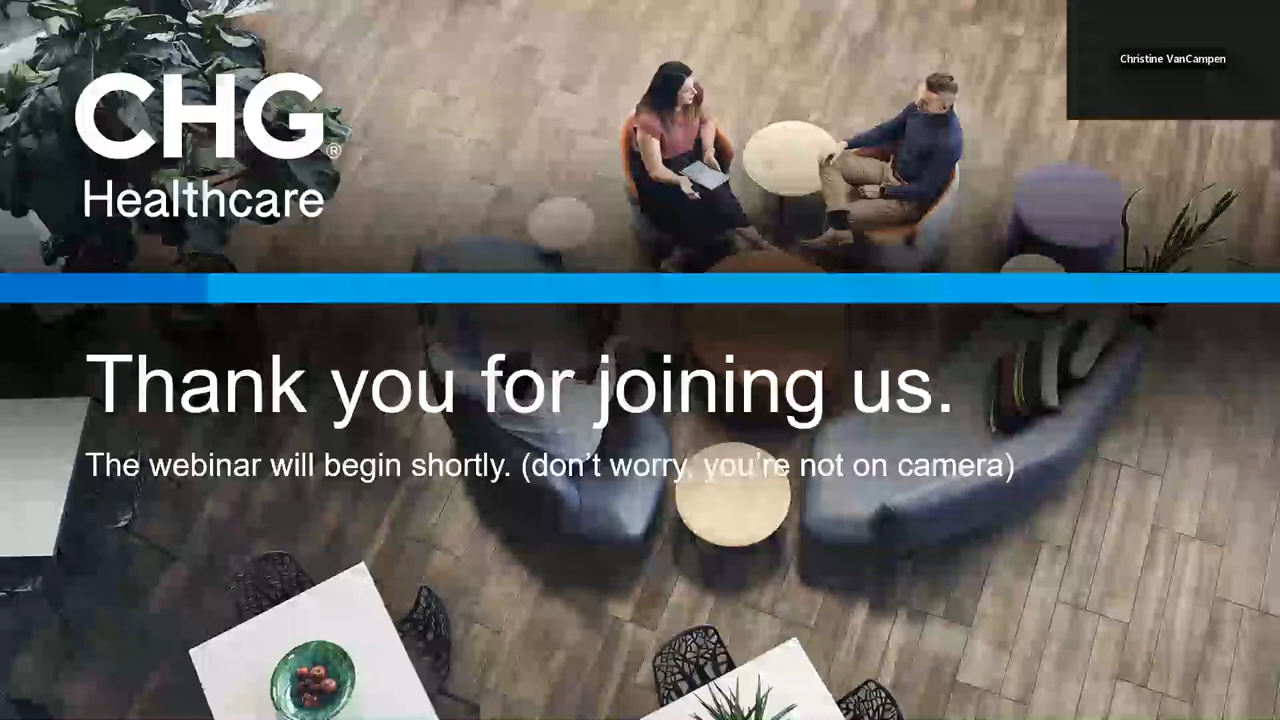 CHG®
Healthcare
Christine VanCampen
Thank you for joining us.
The webinar will begin shortly. (don’t worry, you’re not on camera)